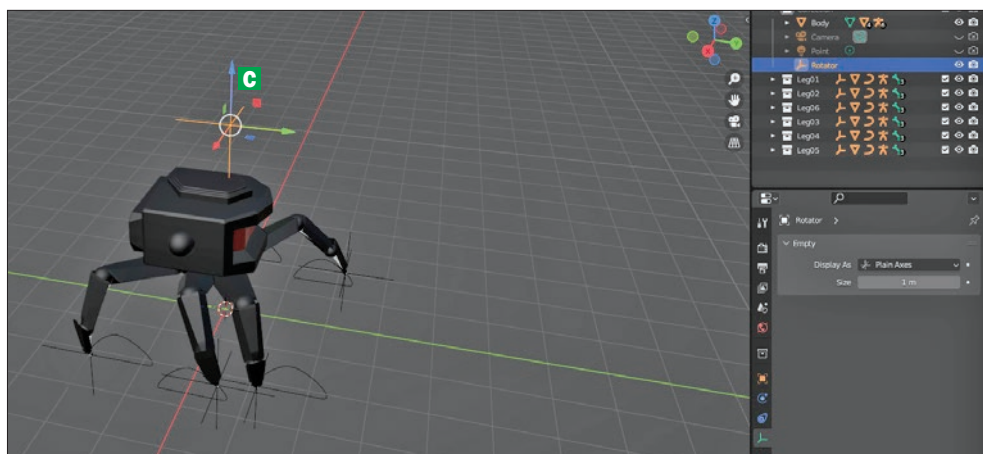 Body
Camera
Point
Rotator
Leg01
Leg02
Leg06
Leg03
Leg04
Leg05
C
Z
Y
X
Rotator >
Empty
Display As Plain Axes
Size 1 m